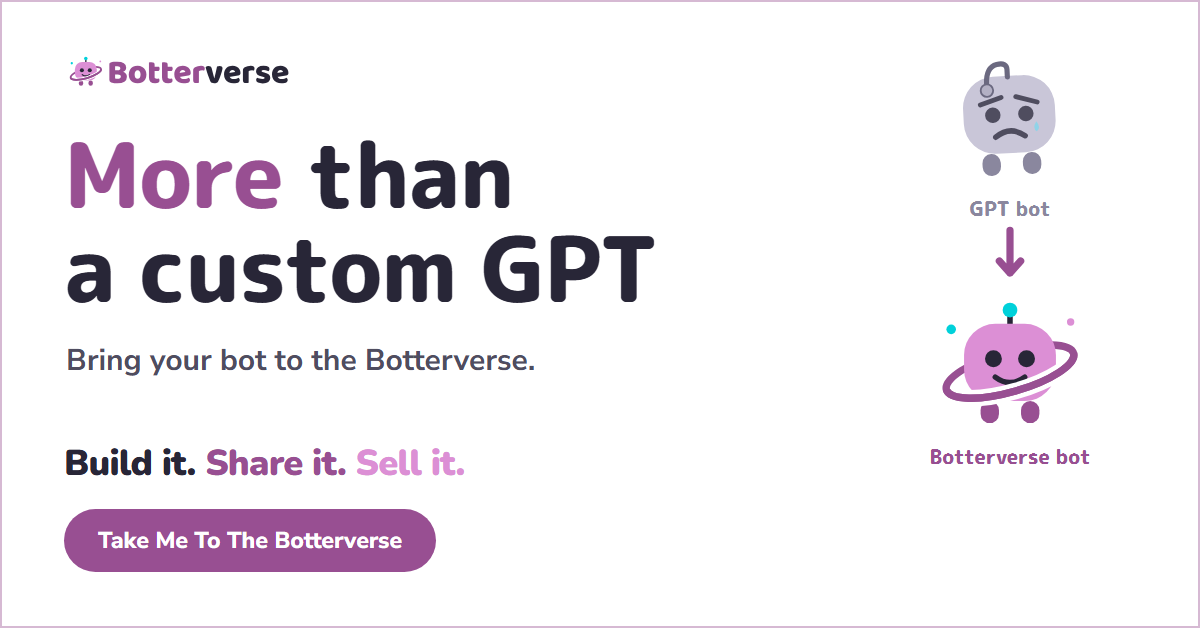 Botterverse
More than
a custom GPT
Bring your bot to the Botterverse.
Build it. Share it. Sell it.
Take Me To The Botterverse
GPT bot
Botterverse bot